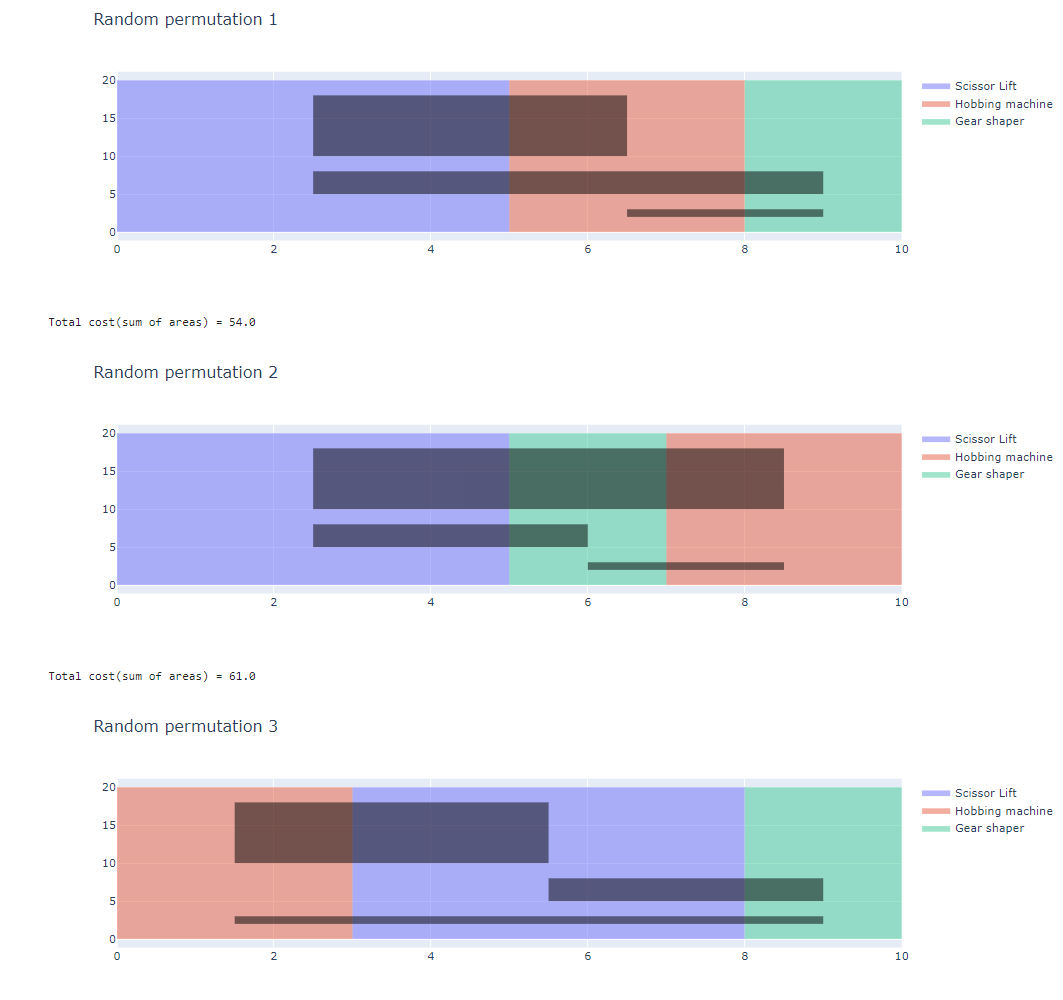 Random permutation 1
20
15
10
5
0
0 2 4 6 8 10
Scissor Lift
Hobbing machine
Gear shaper
Total cost(sum of areas) = 54.0
Random permutation 2
20
15
10
5
0
0 2 4 6 8 10
Scissor Lift
Hobbing machine
Gear shaper
Total cost(sum of areas) = 61.0
Random permutation 3
20
15
10
5
0
0 2 4 6 8 10
Scissor Lift
Hobbing machine
Gear shaper